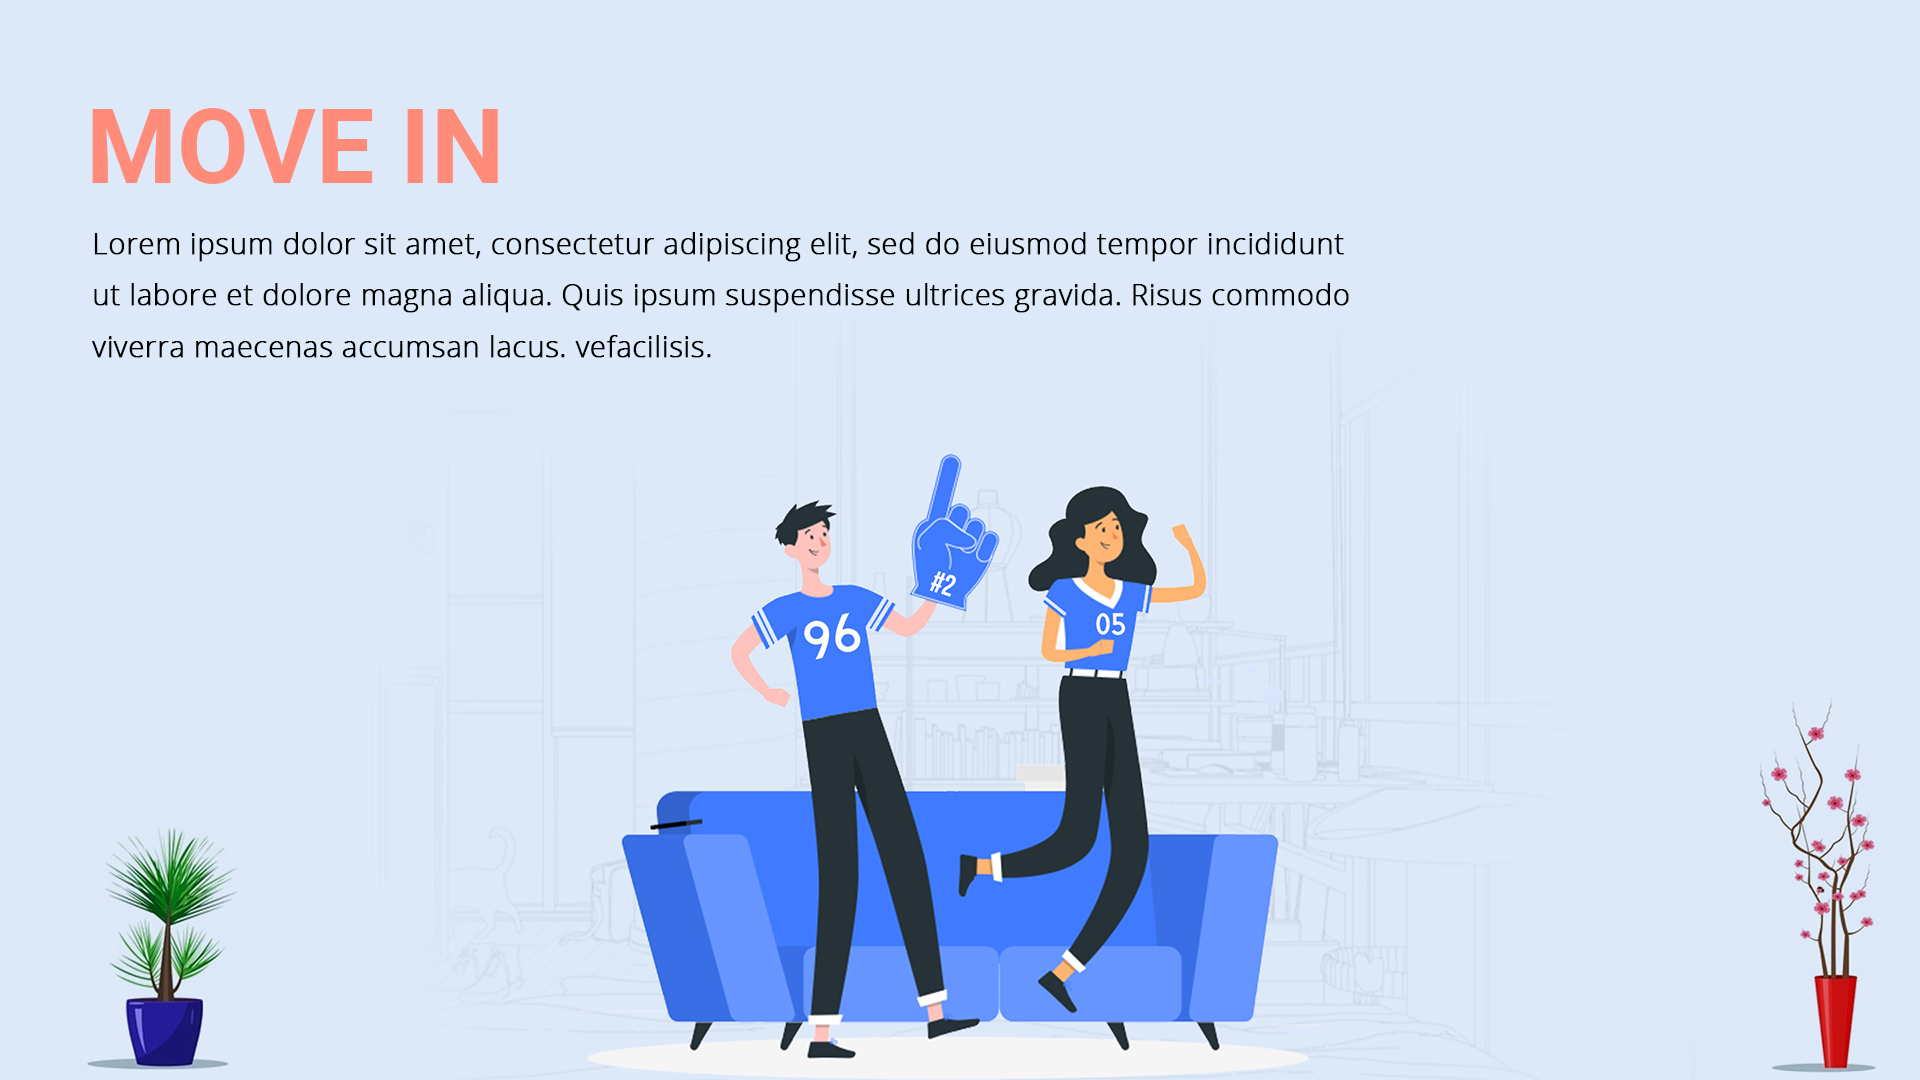 MOVE IN
Lorem ipsum dolor sit amet, consectetur adipiscing elit, sed do eiusmod tempor incididunt
ut labore et dolore magna aliqua. Quis ipsum suspendisse ultrices gravida. Risus commodo
viverra maecenas accumsan lacus. vefacilisis.
#2
96
05